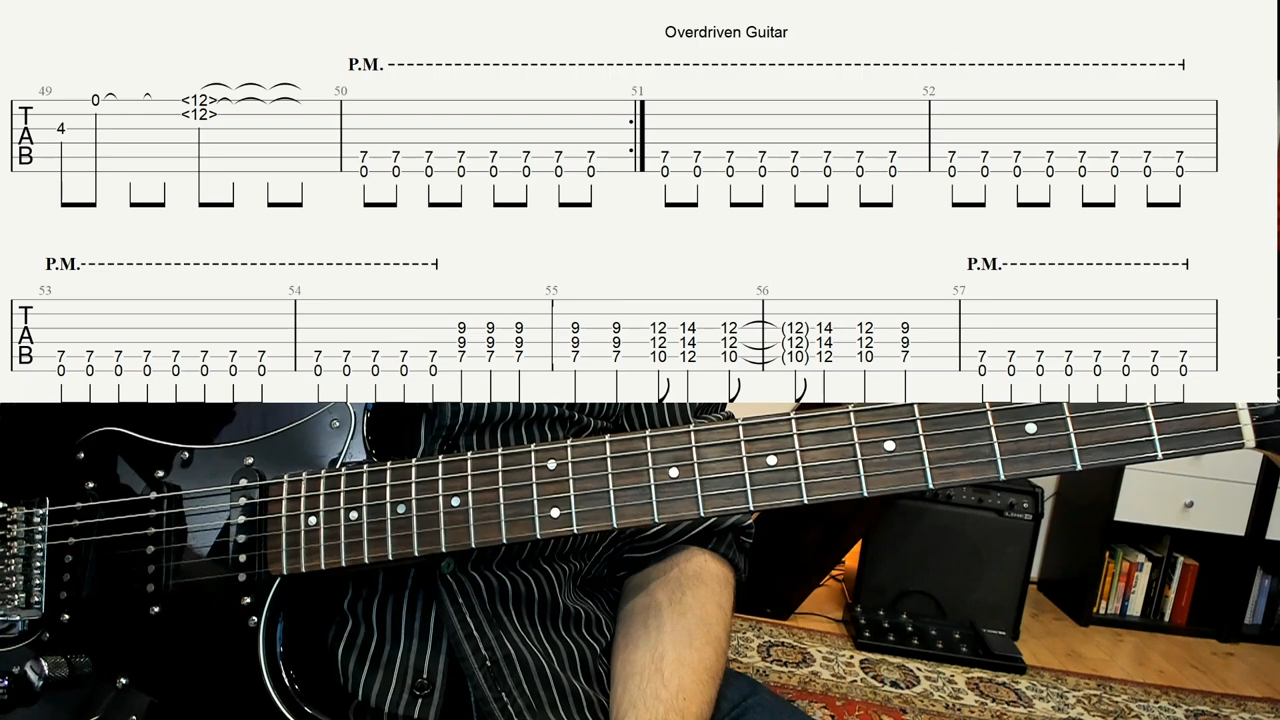 Overdriven Guitar
P.M.
49 50 51 52
0 <12>
T <12>
A 4
B 7 7 7 7 7 7 7 7 7 7 7 7 7 7 7 7 7 7 7 7 7 7 7 7
0 0 0 0 0 0 0 0 0 0 0 0 0 0 0 0 0 0 0 0 0 0 0 0
P.M. P.M.
53 54 55 56 57
T 9 9 9 9 9 12 14 12 (12) 14 12 9
A 9 9 9 9 9 12 12 12 (12) 12 12 9
B 7 7 7 7 7 7 7 7 7 7 7 7 7 7 7 7 7 7 10 12 10 (10) 12 10 7 7 7 7 7 7 7 7 7
0 0 0 0 0 0 0 0 0 0 0 0 0 0 0 0 0 0 0 0 0
LINE 6